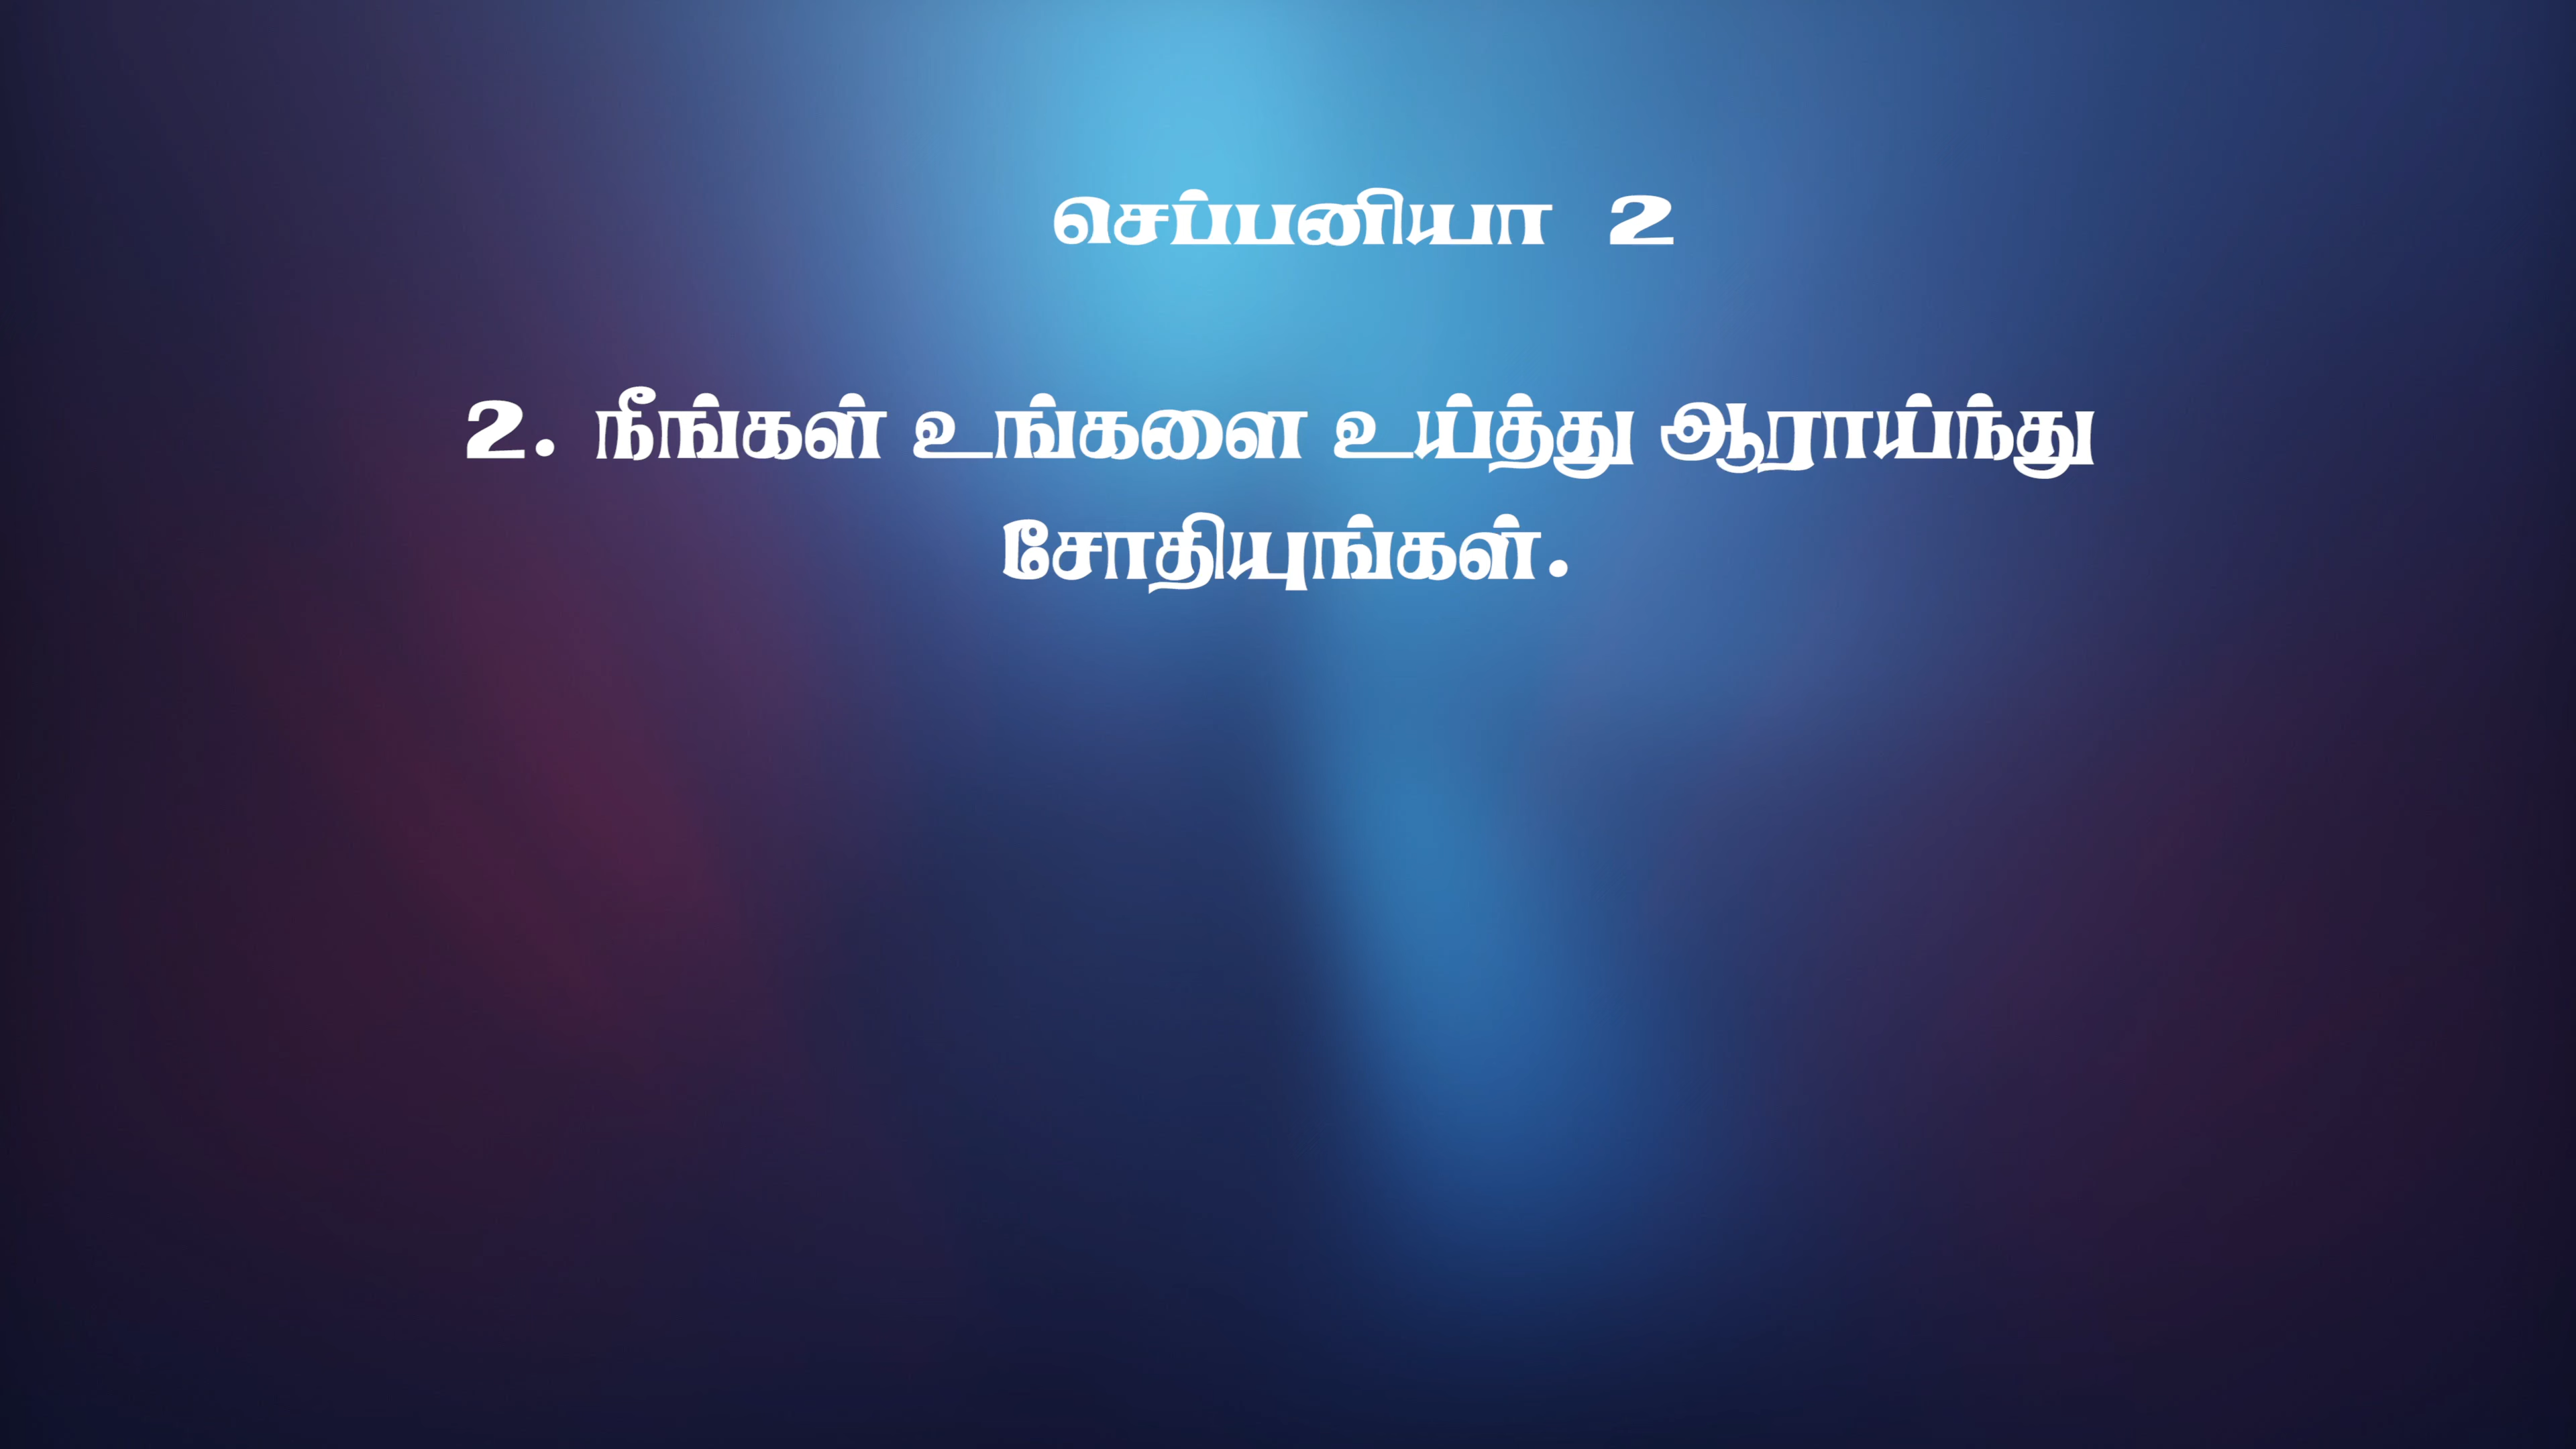 செப்பனியா 2
2. நீங்கள் உங்களை உய்த்து ஆராய்ந்து
சோதியுங்கள்.